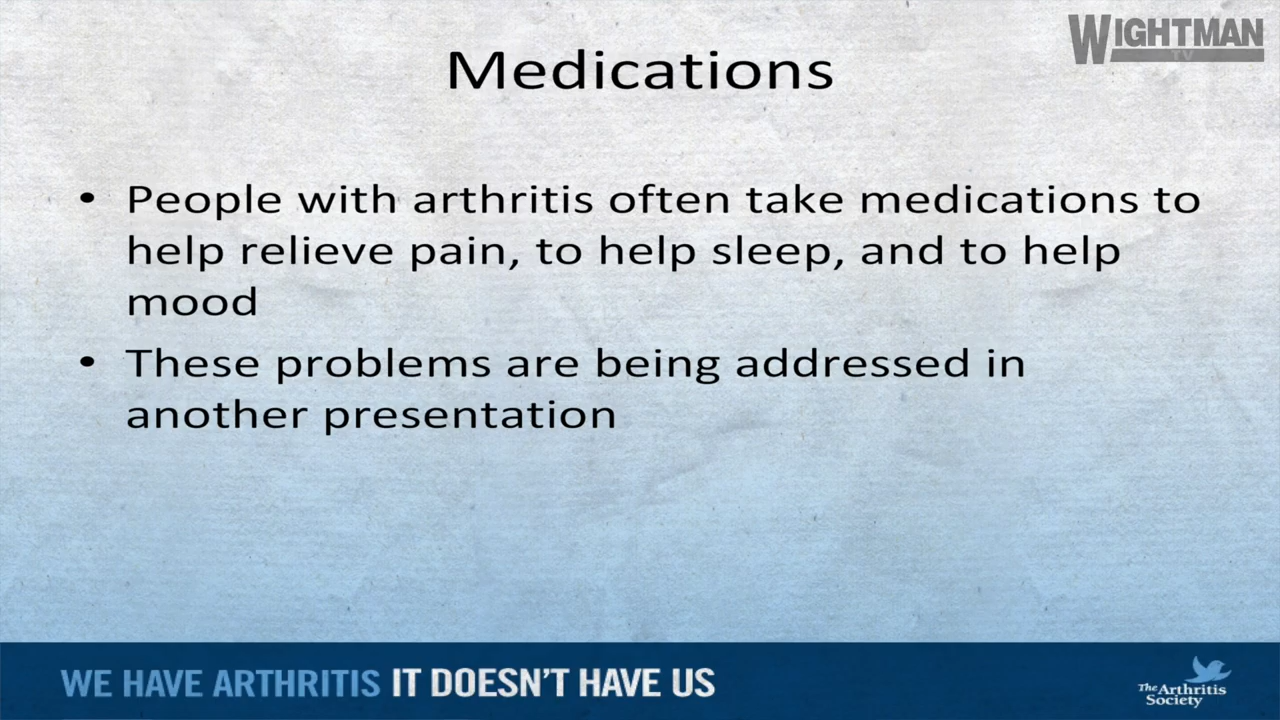 WIGHTMAN
TV
Medications
• People with arthritis often take medications to
help relieve pain, to help sleep, and to help
mood
• These problems are being addressed in
another presentation
WE HAVE ARTHRITIS IT DOESN'T HAVE US
The Arthritis
Society